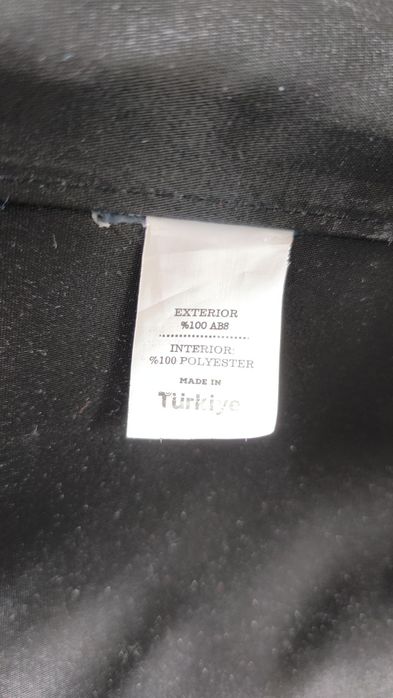 EXTERIOR
%100 ABS
INTERIOR:
%100 POLYESTER
MADE IN
Türkiye